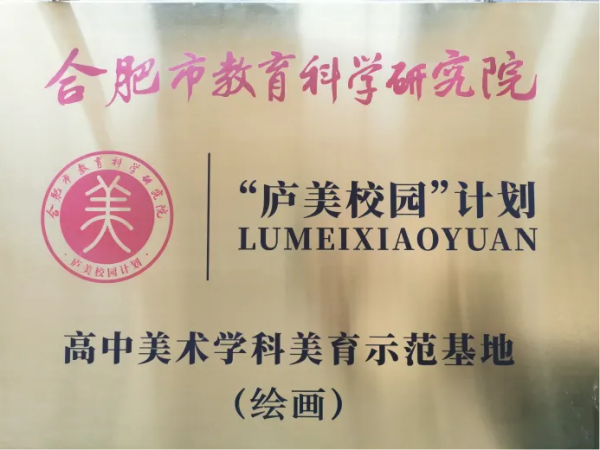 合肥市教育科学研究院
合肥市教育科学研究院
美
·庐美校园计划·
“庐美校园”计划
LUMEIXIAOYUAN
高中美术学科美育示范基地
（绘画）